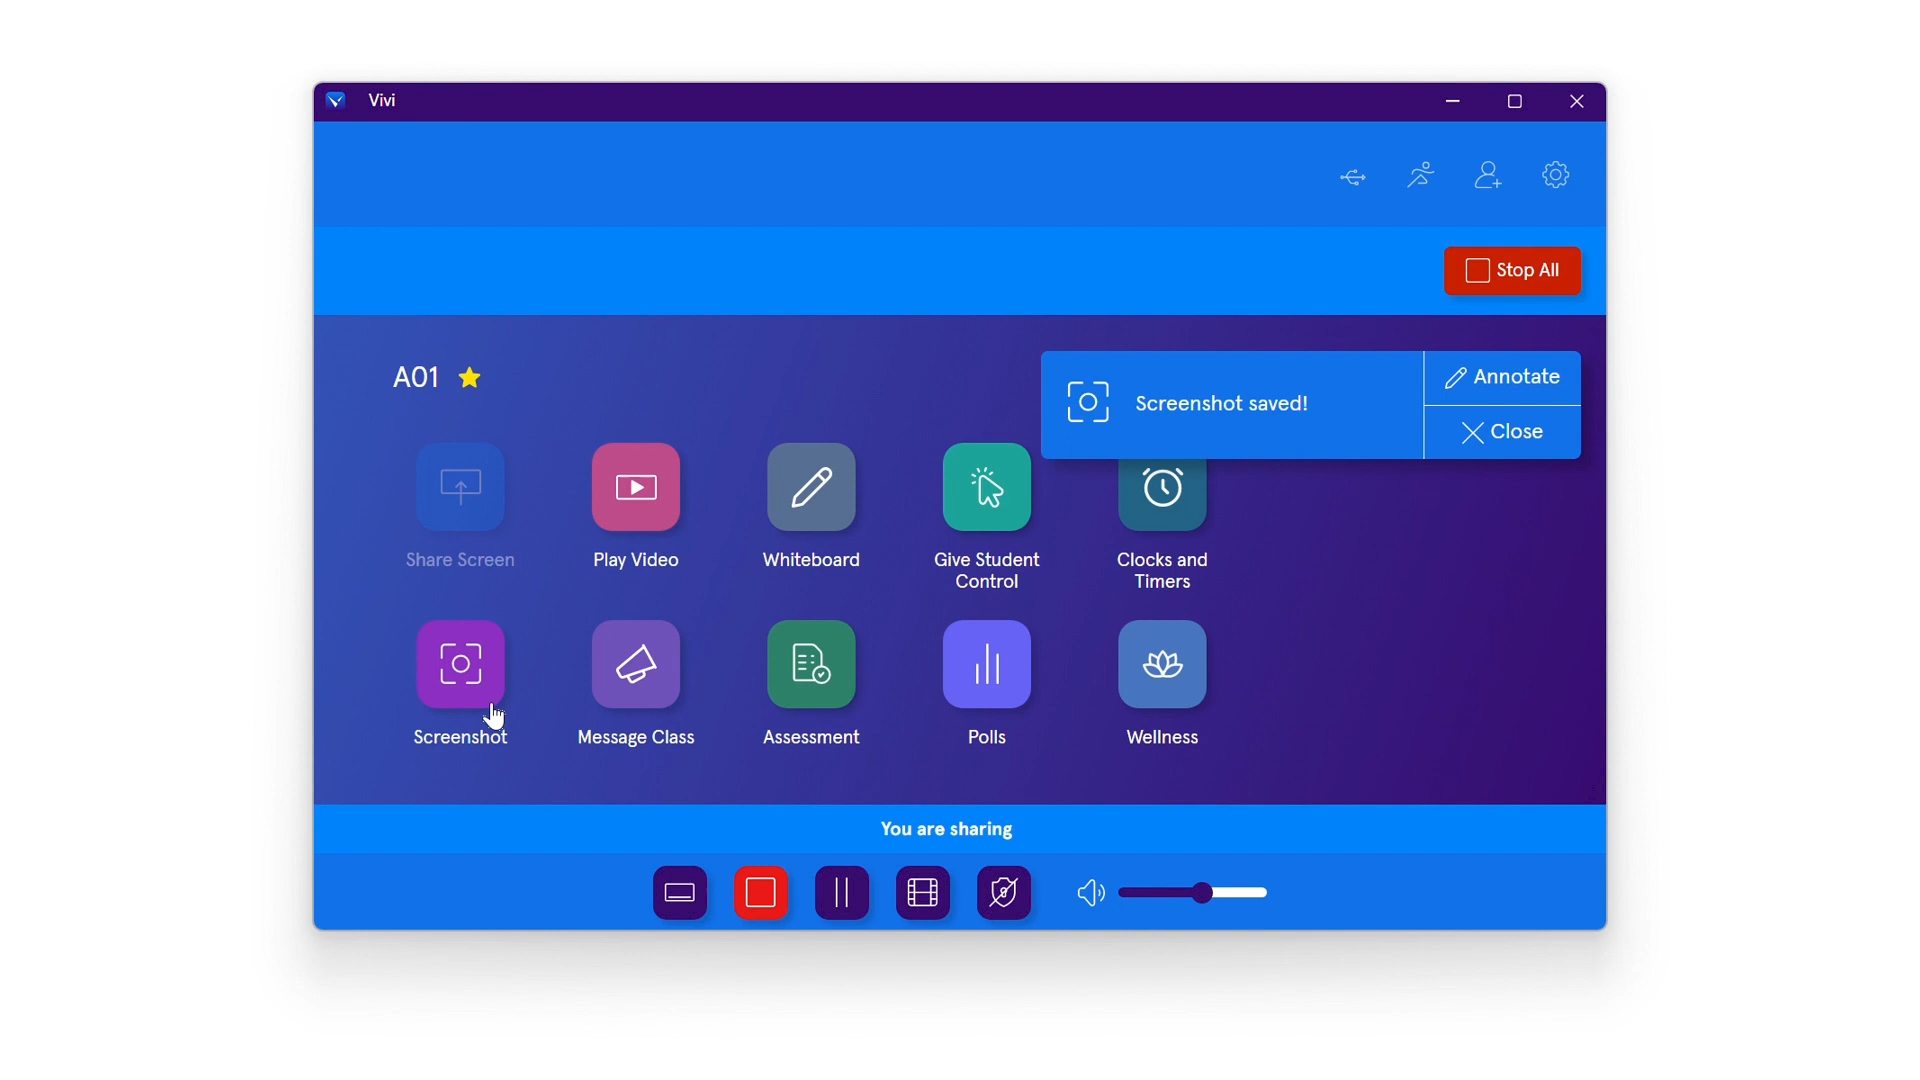 Vivi
Stop All
A01
Screenshot saved!
Annotate
Close
Share Screen
Play Video
Whiteboard
Give Student
Control
Clocks and
Timers
Screenshot
Message Class
Assessment
Polls
Wellness
You are sharing